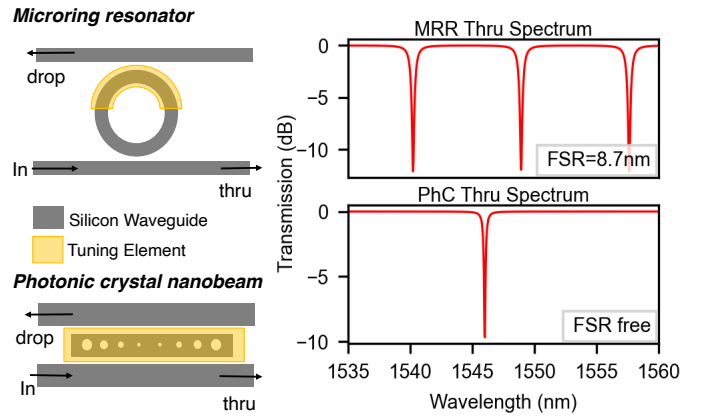 Microring resonator
drop
In
thru
Silicon Waveguide
Tuning Element
Photonic crystal nanobeam
drop
In
thru
MRR Thru Spectrum
0
−5
−10
FSR=8.7nm
Transmission (dB)
PhC Thru Spectrum
0
−5
−10
FSR free
1535 1540 1545 1550 1555 1560
Wavelength (nm)